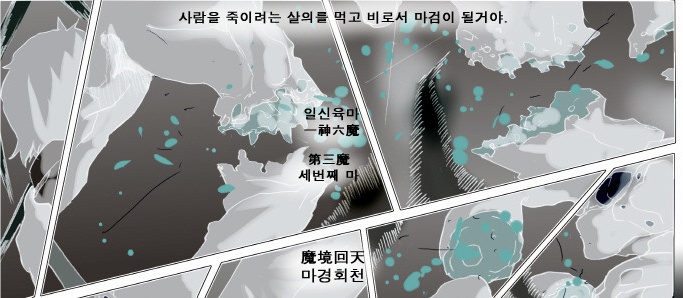 사람을 죽이려는 살의를 먹고 비로서 마검이 될거야.
일신육마
一神六魔
第三魔
세번째 마
魔境回天
마경회천